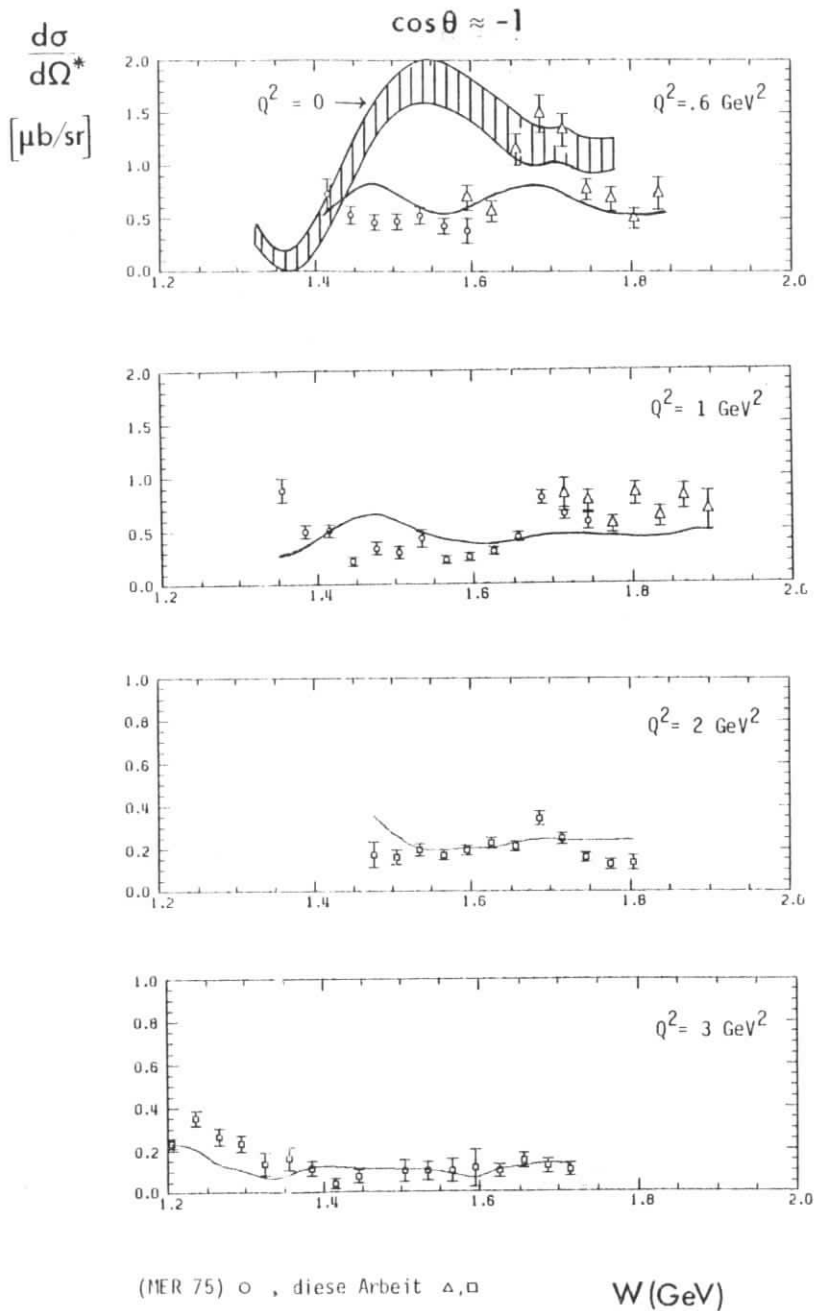 cos θ ≈ -1
dσ
dΩ*
[μb/sr]
2.0
1.5
1.0
0.5
0.0
Q² = 0 →
Q²=.6 GeV²
1.2 1.4 1.6 1.8 2.0
2.0
1.5
1.0
0.5
0.0
Q²= 1 GeV²
1.2 1.4 1.6 1.8 2.0
1.0
0.8
0.6
0.4
0.2
0.0
Q²= 2 GeV²
1.2 1.4 1.6 1.8 2.0
1.0
0.8
0.6
0.4
0.2
0.0
Q²= 3 GeV²
1.2 1.4 1.6 1.8 2.0
(MER 75) ○ , diese Arbeit △,□
W(GeV)